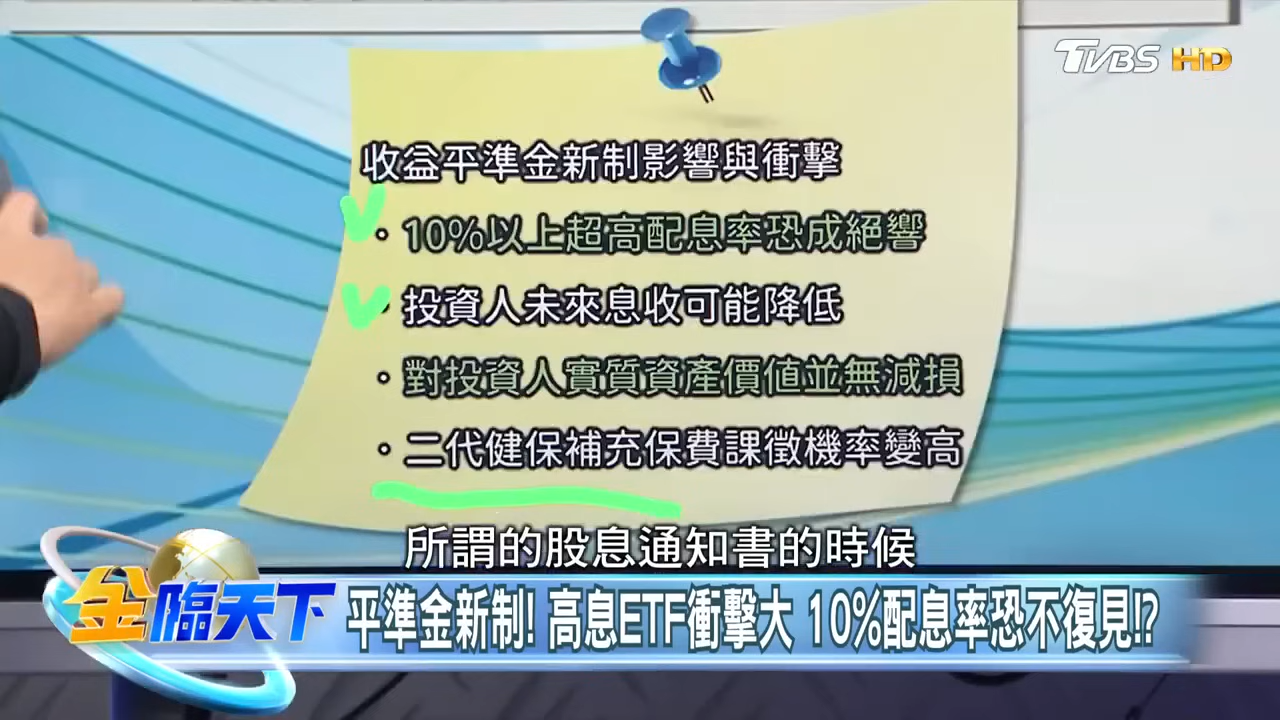 TVBS HD
收益平準金新制影響與衝擊
・10%以上超高配息率恐成絕響
・投資人未來息收可能降低
・對投資人實質資產價值並無減損
・二代健保補充保費課徵機率變高
所謂的股息通知書的時候
金臨天下
平準金新制! 高息ETF衝擊大 10%配息率恐不復見!?